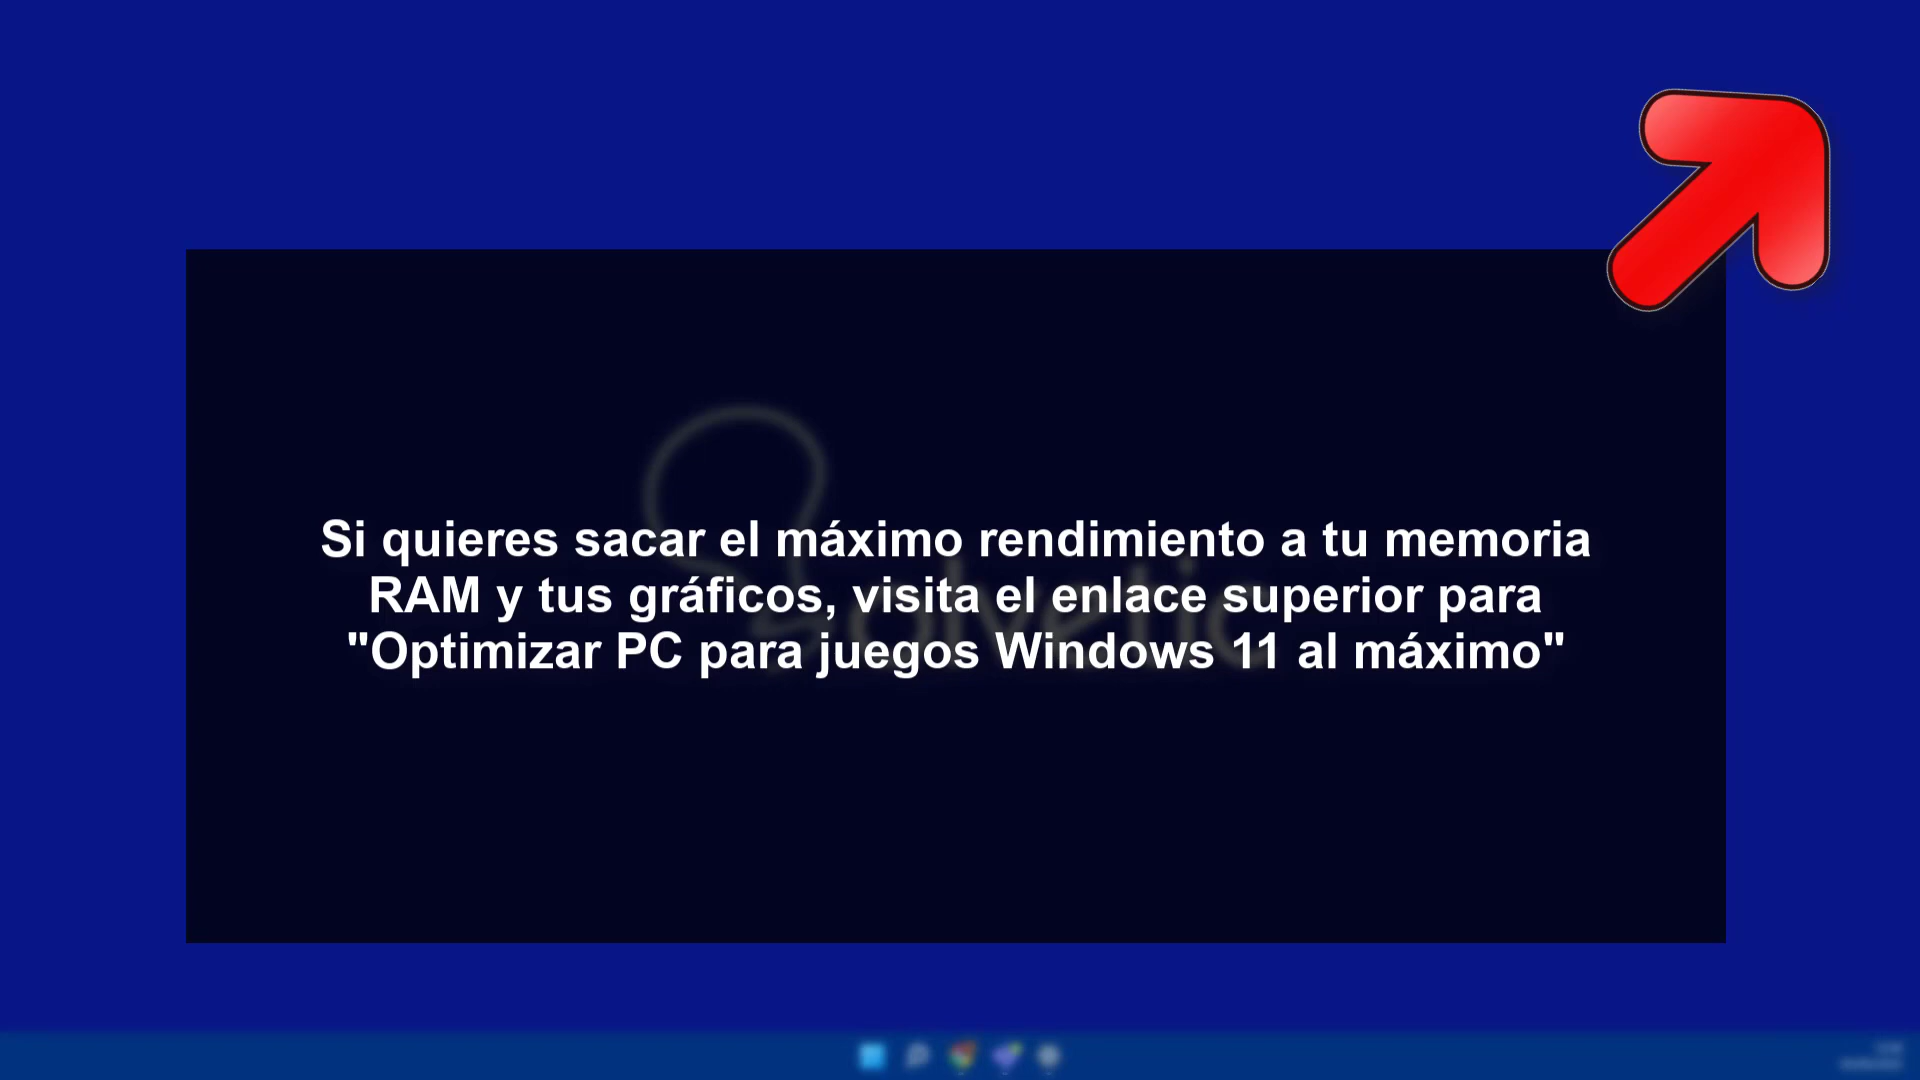 Si quieres sacar el máximo rendimiento a tu memoria
RAM y tus gráficos, visita el enlace superior para
"Optimizar PC para juegos Windows 11 al máximo"